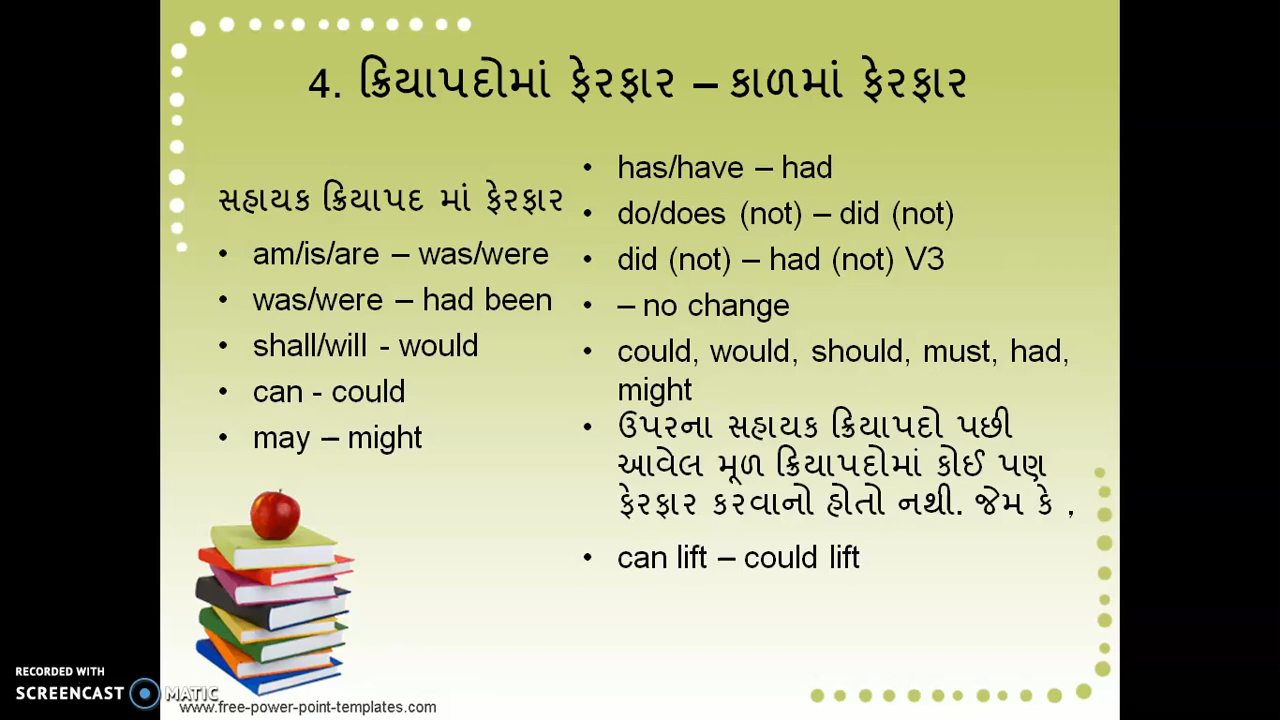 4. ક્રિયાપદોમાં ફેરફાર – કાળમાં ફેરફાર
સહાયક ક્રિયાપદ માં ફેરફાર
• am/is/are – was/were
• was/were – had been
• shall/will - would
• can - could
• may – might
• has/have – had
• do/does (not) – did (not)
• did (not) – had (not) V3
• – no change
• could, would, should, must, had,
might
• ઉપરના સહાયક ક્રિયાપદો પછી
આવેલ મૂળ ક્રિયાપદોમાં કોઈ પણ
ફેરફાર કરવાનો હોતો નથી. જેમ કે ,
• can lift – could lift
RECORDED WITH
SCREENCAST MATIC
www.free-power-point-templates.com